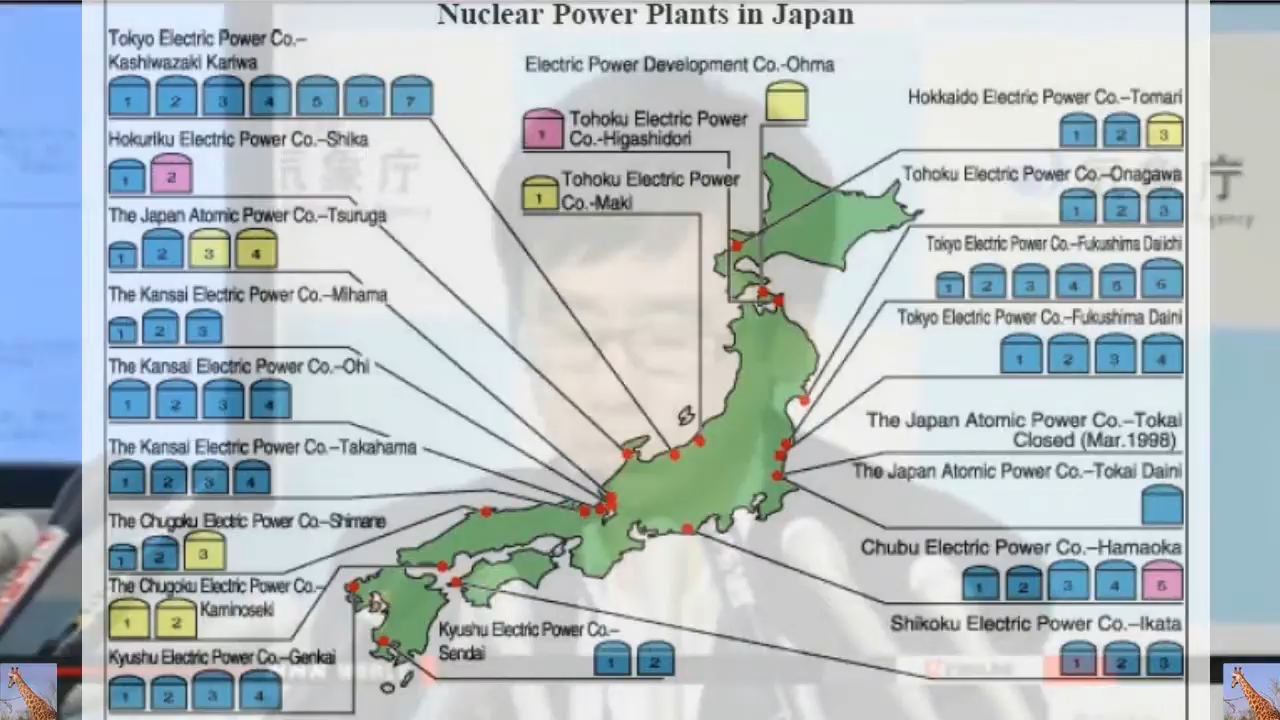 Nuclear Power Plants in Japan
Tokyo Electric Power Co.–
Kashiwazaki Kariwa
1 2 3 4 5 6 7
Hokuriku Electric Power Co.–Shika
1 2
The Japan Atomic Power Co.–Tsuruga
1 2 3 4
The Kansai Electric Power Co.–Mihama
1 2 3
The Kansai Electric Power Co.–Ohi
1 2 3 4
The Kansai Electric Power Co.–Takahama
1 2 3 4
The Chugoku Electric Power Co–Shimane
1 2 3
The Chugoku Electric Power Co.–
Kaminoseki
1 2
Kyushu Electric Power Co.–Genkai
1 2 3 4
Electric Power Development Co.-Ohma
Tohoku Electric Power
Co.-Higashidori
1
Tohoku Electric Power
Co.-Maki
1
Kyushu Electric Power Co.–
Sendai
1 2
Hokkaido Electric Power Co.–Tomari
1 2 3
Tohoku Electric Power Co.–Onagawa
1 2 3
Tokyo Electric Power Co.–Fukushima Daiichi
1 2 3 4 5 6
Tokyo Electric Power Co.–Fukushima Daini
1 2 3 4
The Japan Atomic Power Co.–Tokai
Closed (Mar.1998)
The Japan Atomic Power Co.–Tokai Daini
Chubu Electric Power Co.–Hamaoka
1 2 3 4 5
Shikoku Electric Power Co.–Ikata
1 2 3
気象庁
庁